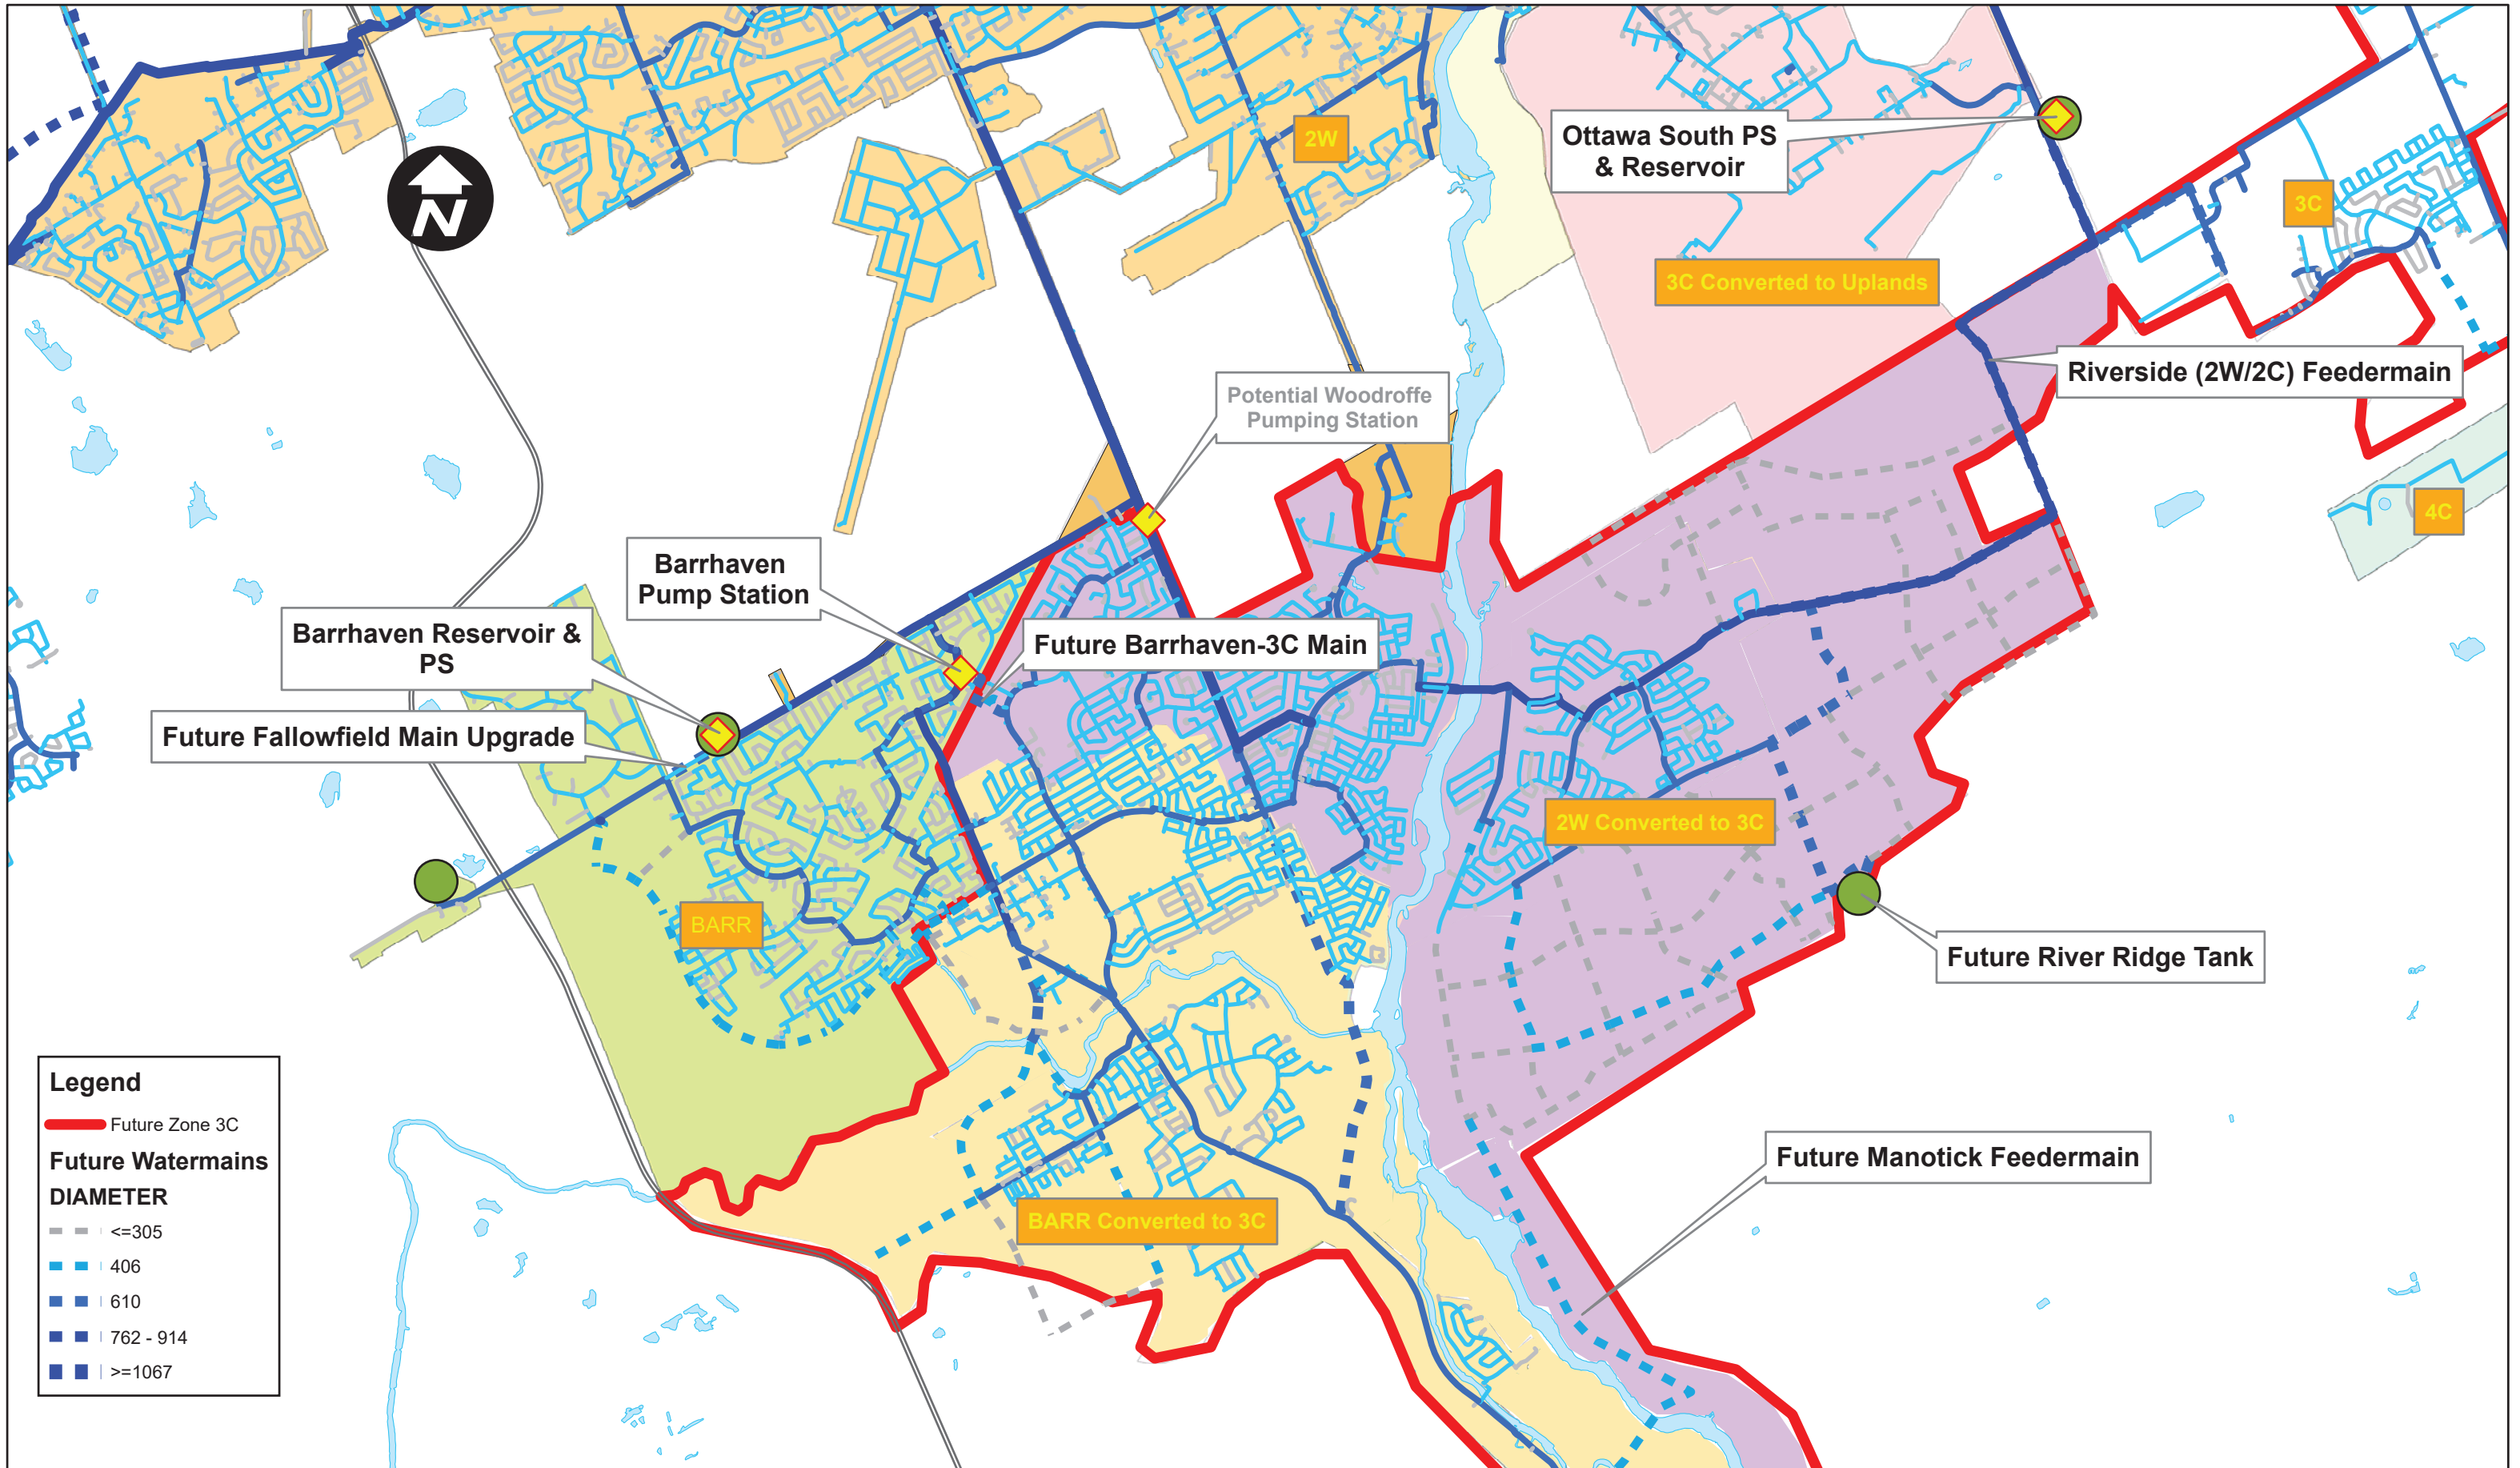 2W
Ottawa South PS
& Reservoir
3C
N
3C Converted to Uplands
Riverside (2W/2C) Feedermain
Potential Woodroffe
Pumping Station
4C
Barrhaven
Pump Station
Barrhaven Reservoir &
PS
Future Barrhaven-3C Main
Future Fallowfield Main Upgrade
2W Converted to 3C
BARR
Future River Ridge Tank
Future Manotick Feedermain
BARR Converted to 3C
Legend
Future Zone 3C
Future Watermains
DIAMETER
<=305
406
610
762 - 914
>=1067